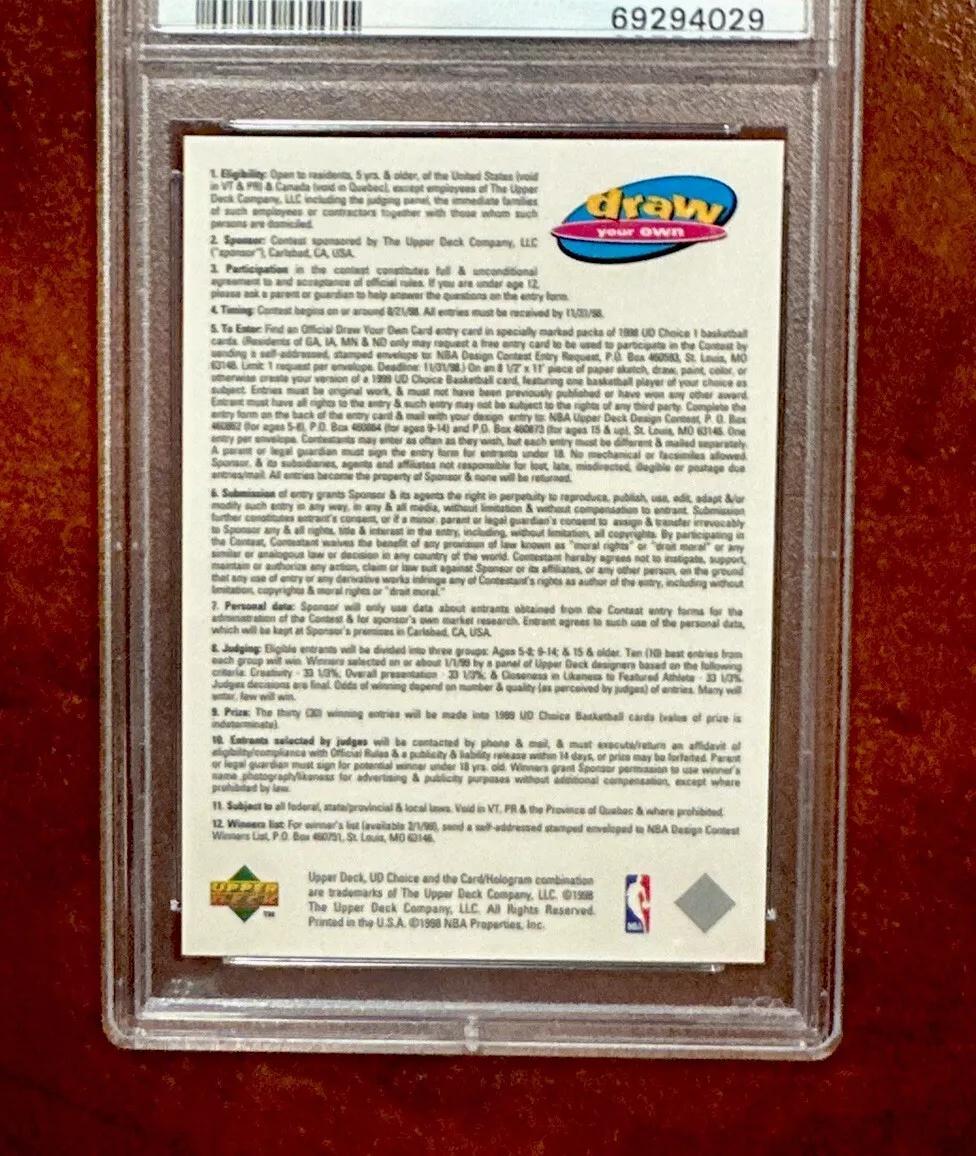 69294029
draw
your own
1. Eligibility: Open to residents, 5 yrs. & older, of the United States (void
in VT & PR) & Canada (void in Quebec), except employees of The Upper
Deck Company, LLC including the judging panel, the immediate families
of such employees or contractors together with those whom such
persons are domiciled.
2. Sponsor: Contest sponsored by The Upper Deck Company, LLC
("sponsor"), Carlsbad, CA, USA.
3. Participation in the contest constitutes full & unconditional
agreement to and acceptance of official rules. If you are under age 12,
please ask a parent or guardian to help answer the questions on the entry form.
4. Timing: Contest begins on or around 8/21/98. All entries must be received by
5. To Enter: Find an Official Draw Your Own Card entry card in specially marked packs of 1998 UD Choice 1 basketball
cards. (Residents of GA, IA, MN & ND only may request a free entry card to be used to participate in the Contest by
sending a self-addressed, stamped envelope to: NBA Design Contest Entry Request, P.O. Box St. Louis, MO
63146. Limit: 1 request per envelope. Deadline: On an 8 1/2" x 11" piece of paper sketch, draw, paint, color, or
otherwise create your version of a 1999 UD Choice Basketball card, featuring one basketball player of your choice as
subject. Entries must be original work, & must not have been previously published or have won any other award.
Entrant must have all rights to the entry & such entry may not be subject to the rights of any third party. Complete the
entry form on the back of the entry card & mail with your design entry to: NBA Upper Deck Design Contest, P. O. Box
(for ages 5-8), P.O. Box (for ages 9-14) and P.O. Box (for ages 15 & up), St. Louis, MO 63146. One
entry per envelope. Contestants may enter as often as they wish, but each entry must be different & mailed separately.
A parent or legal guardian must sign the entry form for entrants under 18. No mechanical or facsimiles allowed.
Sponsor, & its subsidiaries, agents and affiliates not responsible for lost, late, misdirected, illegible or postage due
entries/mail. All entries become the property of Sponsor & none will be returned.
6. Submission of entry grants Sponsor & its agents the right in perpetuity to reproduce, publish, use, edit, adapt &/or
modify such entry in any way, in any & all media, without limitation & without compensation to entrant. Submission
further constitutes entrant's consent, or if a minor, parent or legal guardian's consent to assign & transfer irrevocably
to Sponsor any & all rights, title & interest in the entry, including, without limitation, all copyrights. By participating in
the Contest, Contestant waives the benefit of any provision of law known as "moral rights" or "droit moral" or any
similar or analogous law or decision in any country of the world. Contestant hereby agrees not to instigate, support,
maintain or authorize any action, claim or law suit against Sponsor or its affiliates, or any other person, on the ground
that any use of entry or any derivative works infringe any of Contestant's rights as author of the entry, including without
limitation, copyrights & moral rights or "droit moral."
7. Personal data: Sponsor will only use data about entrants obtained from the Contest entry forms for the
administration of the Contest & for sponsor's own market research. Entrant agrees to such use of the personal data,
which will be kept at Sponsor's premises in Carlsbad, CA, USA.
8. Judging: Eligible entrants will be divided into three groups: Ages 5-8; 9-14; & 15 & older. Ten (10) best entries from
each group will win. Winners selected on or about 1/1/99 by a panel of Upper Deck designers based on the following
criteria: Creativity - 33 1/3%, Overall presentation - 33 1/3%, & Closeness in Likeness to Featured Athlete - 33 1/3%.
Judges decisions are final. Odds of winning depend on number & quality (as perceived by judges) of entries. Many will
enter, few will win.
9. Prize: The thirty (30) winning entries will be made into 1999 UD Choice Basketball cards (value of prize is
indeterminate).
10. Entrants selected by judges will be contacted by phone & mail, & must execute/return an affidavit of
eligibility/compliance with Official Rules & a publicity & liability release within 14 days, or prize may be forfeited. Parent
or legal guardian must sign for potential winner under 18 yrs. old. Winners grant Sponsor permission to use winner's
name photograph/likeness for advertising & publicity purposes without additional compensation, except where
prohibited by law.
11. Subject to all federal, state/provincial & local laws. Void in VT, PR & the Province of Quebec & where prohibited.
12. Winners list: For winner's list (available 2/1/99), send a self-addressed stamped enveloped to NBA Design Contest
Winners List, P.O. Box 460751, St. Louis, MO 63146.
UPPER
DECK
TM
Upper Deck, UD Choice and the Card/Hologram combination
are trademarks of The Upper Deck Company, LLC. ©1998
The Upper Deck Company, LLC. All Rights Reserved.
Printed in the U.S.A. ©1998 NBA Properties, Inc.
NBA